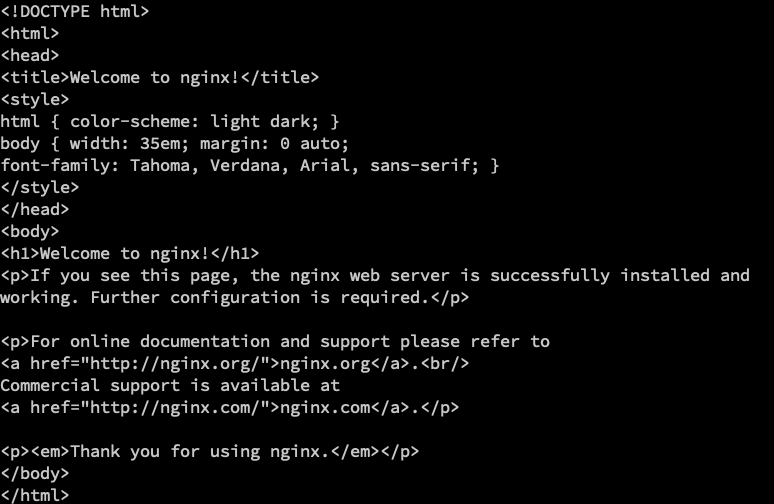 <!DOCTYPE html>
<html>
<head>
<title>Welcome to nginx!</title>
<style>
html { color-scheme: light dark; }
body { width: 35em; margin: 0 auto;
font-family: Tahoma, Verdana, Arial, sans-serif; }
</style>
</head>
<body>
<h1>Welcome to nginx!</h1>
<p>If you see this page, the nginx web server is successfully installed and
working. Further configuration is required.</p>

<p>For online documentation and support please refer to
<a href="http://nginx.org/">nginx.org</a>.<br/>
Commercial support is available at
<a href="http://nginx.com/">nginx.com</a>.</p>

<p><em>Thank you for using nginx.</em></p>
</body>
</html>